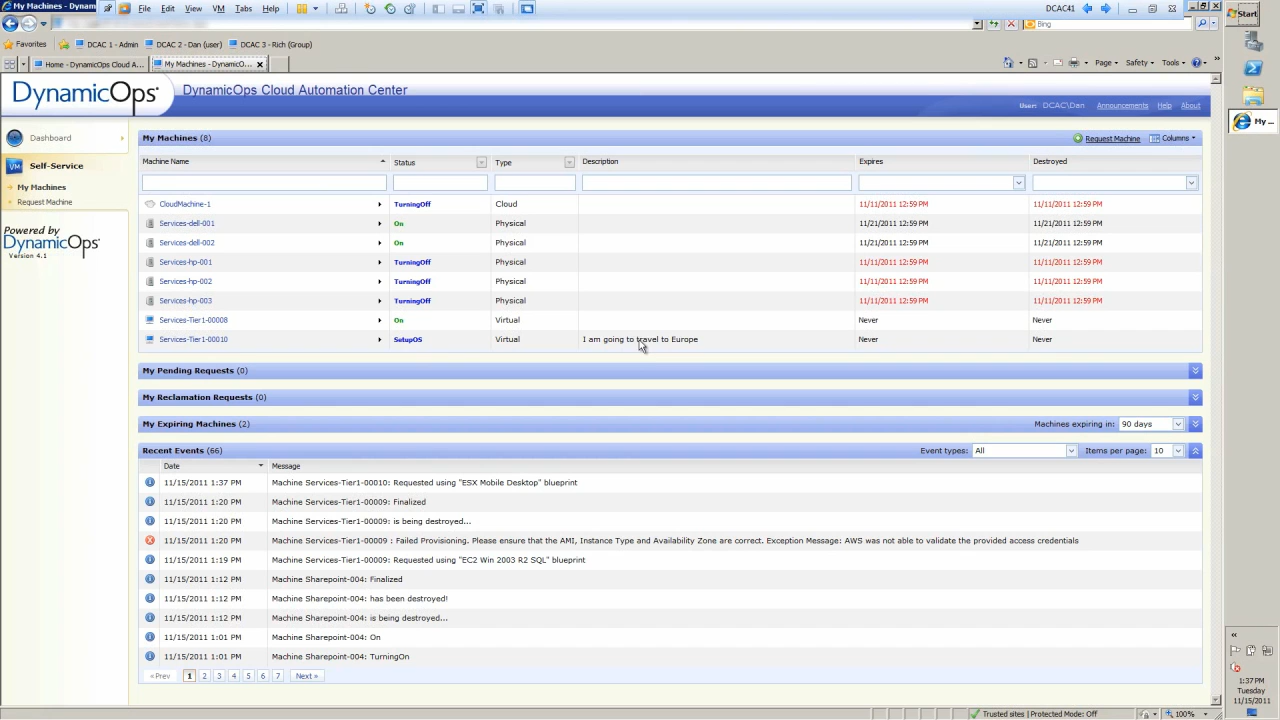 My Machines - Dynam File Edit View VM Tabs Help DCAC41 Start
Bing
Favorites DCAC 1 - Admin DCAC 2 - Dan (user) DCAC 3 - Rich (Group)
Home - DynamicOps Cloud A... My Machines - DynamicO... Page Safety Tools
DynamicOps DynamicOps Cloud Automation Center
User: DCAC\Dan Announcements Help About
My ...
Dashboard
Self-Service
My Machines
Request Machine
Powered by
DynamicOps
Version 4.1
My Machines (8) Request Machine Columns
Machine Name Status Type Description Expires Destroyed
CloudMachine-1 TurningOff Cloud 11/11/2011 12:59 PM 11/11/2011 12:59 PM
Services-dell-001 On Physical 11/21/2011 12:59 PM 11/21/2011 12:59 PM
Services-dell-002 On Physical 11/21/2011 12:59 PM 11/21/2011 12:59 PM
Services-hp-001 TurningOff Physical 11/11/2011 12:59 PM 11/11/2011 12:59 PM
Services-hp-002 TurningOff Physical 11/11/2011 12:59 PM 11/11/2011 12:59 PM
Services-hp-003 TurningOff Physical 11/11/2011 12:59 PM 11/11/2011 12:59 PM
Services-Tier1-00008 On Virtual Never Never
Services-Tier1-00010 SetupOS Virtual I am going to travel to Europe Never Never
My Pending Requests (0)
My Reclamation Requests (0)
My Expiring Machines (2) Machines expiring in: 90 days
Recent Events (66) Event types: All Items per page: 10
Date Message
11/15/2011 1:37 PM Machine Services-Tier1-00010: Requested using "ESX Mobile Desktop" blueprint
11/15/2011 1:20 PM Machine Services-Tier1-00009: Finalized
11/15/2011 1:20 PM Machine Services-Tier1-00009: is being destroyed...
11/15/2011 1:20 PM Machine Services-Tier1-00009 : Failed Provisioning. Please ensure that the AMI, Instance Type and Availability Zone are correct. Exception Message: AWS was not able to validate the provided access credentials
11/15/2011 1:19 PM Machine Services-Tier1-00009: Requested using "EC2 Win 2003 R2 SQL" blueprint
11/15/2011 1:12 PM Machine Sharepoint-004: Finalized
11/15/2011 1:12 PM Machine Sharepoint-004: has been destroyed!
11/15/2011 1:12 PM Machine Sharepoint-004: is being destroyed...
11/15/2011 1:01 PM Machine Sharepoint-004: On
11/15/2011 1:01 PM Machine Sharepoint-004: TurningOn
« Prev 1 2 3 4 5 6 7 Next »
1:37 PM
Tuesday
11/15/2011
Trusted sites | Protected Mode: Off 100%